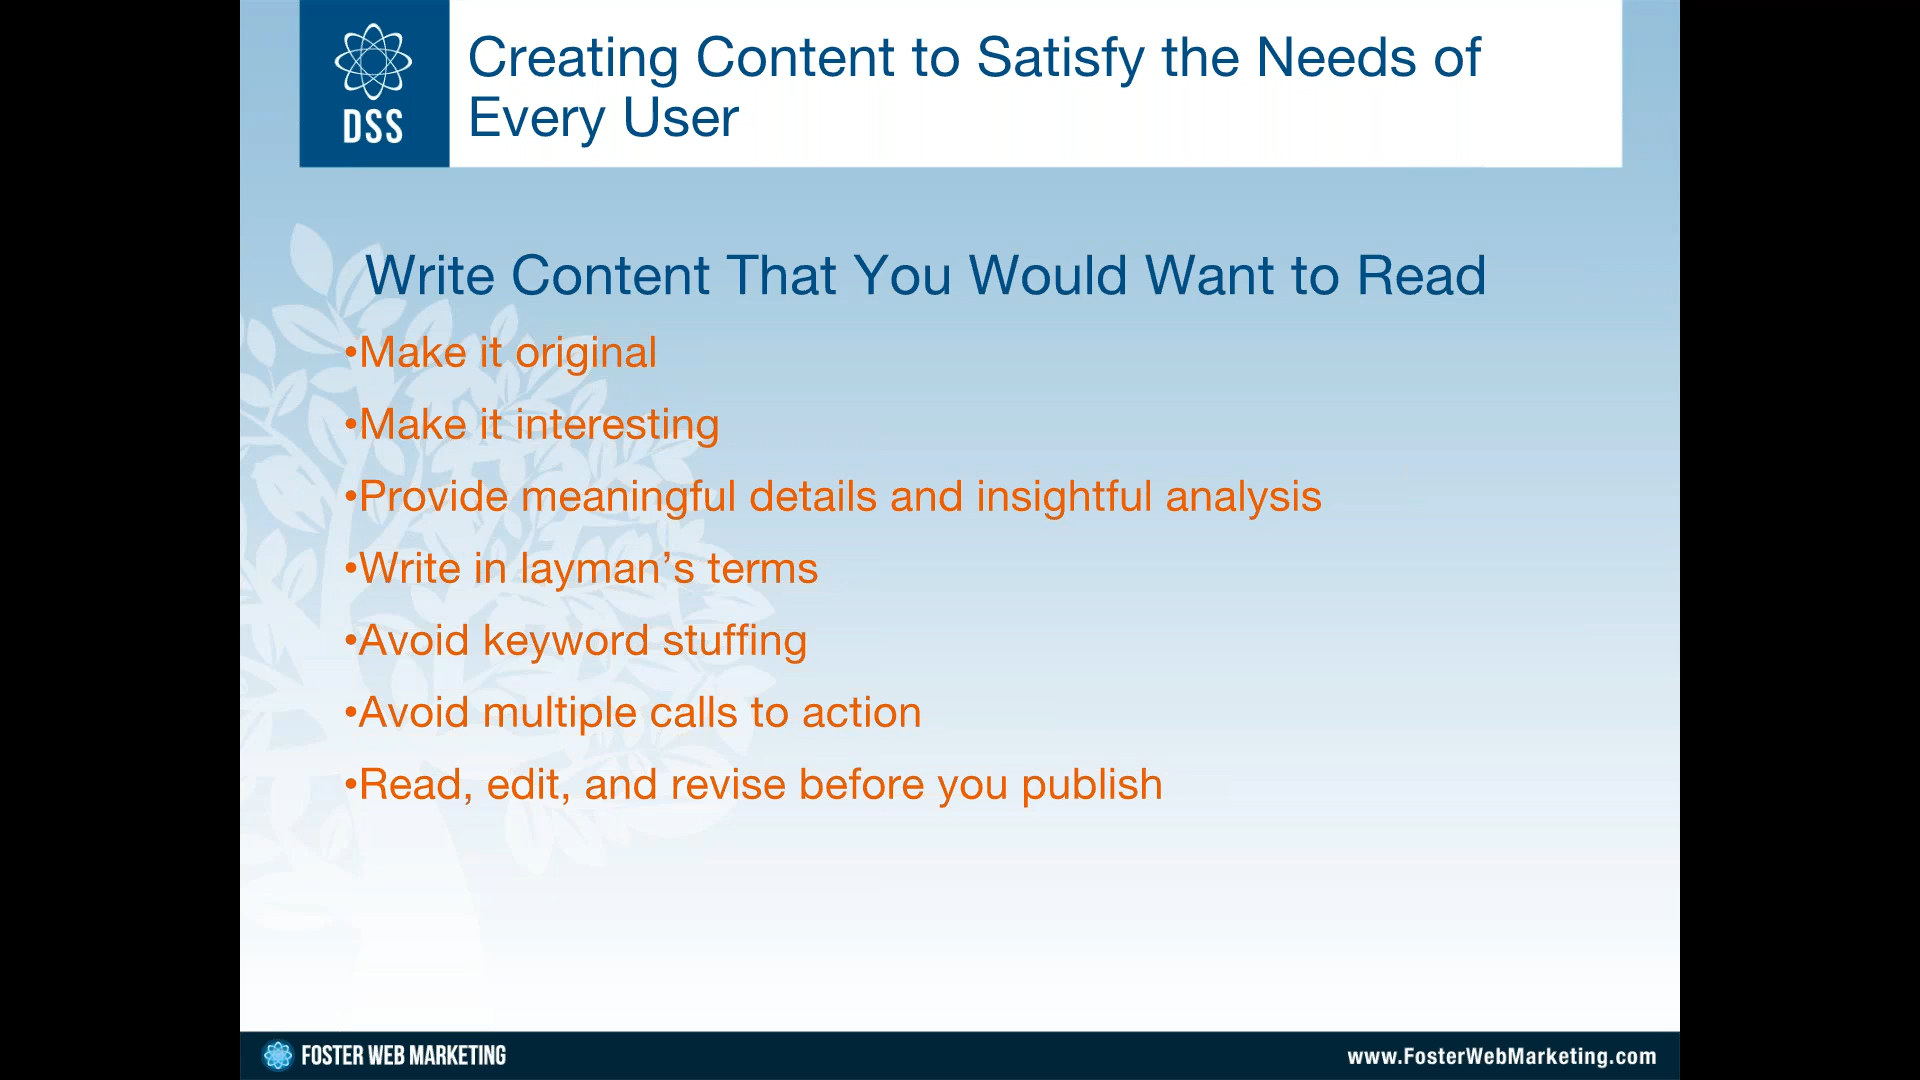 DSS
Creating Content to Satisfy the Needs of
Every User
Write Content That You Would Want to Read
•Make it original
•Make it interesting
•Provide meaningful details and insightful analysis
•Write in layman’s terms
•Avoid keyword stuffing
•Avoid multiple calls to action
•Read, edit, and revise before you publish
FOSTER WEB MARKETING
www.FosterWebMarketing.com